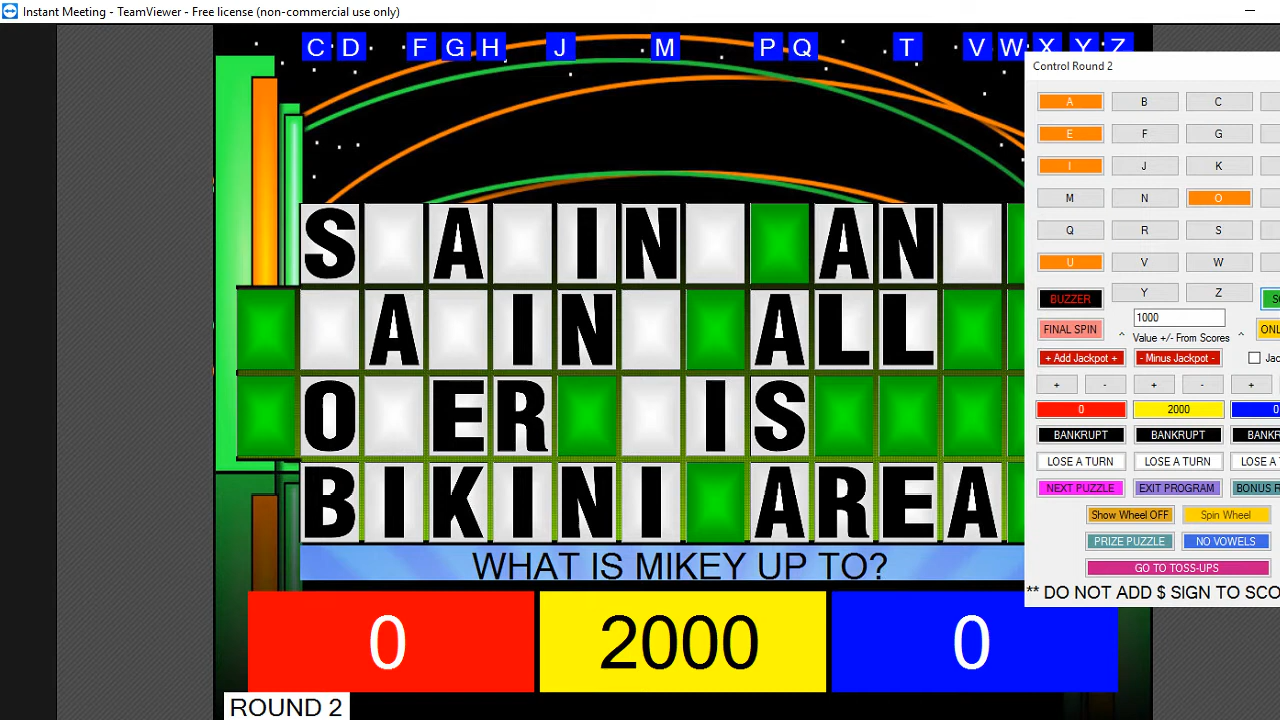 Instant Meeting - TeamViewer - Free license (non-commercial use only)
C D F G H J M P Q T V W X Y Z
Control Round 2
A B C
E F G
I J K
M N O
Q R S
U V W
Y Z
S A IN AN
A IN ALL
O ER IS
BIKINI AREA
WHAT IS MIKEY UP TO?
0 2000 0
ROUND 2
BUZZER
1000
FINAL SPIN
^ Value +/- From Scores ^
+ Add Jackpot + - Minus Jackpot -
+ - + - +
0 2000 0
BANKRUPT BANKRUPT
LOSE A TURN LOSE A TURN LOSE A
NEXT PUZZLE EXIT PROGRAM
Show Wheel OFF Spin Wheel
PRIZE PUZZLE NO VOWELS
GO TO TOSS-UPS
** DO NOT ADD $ SIGN TO